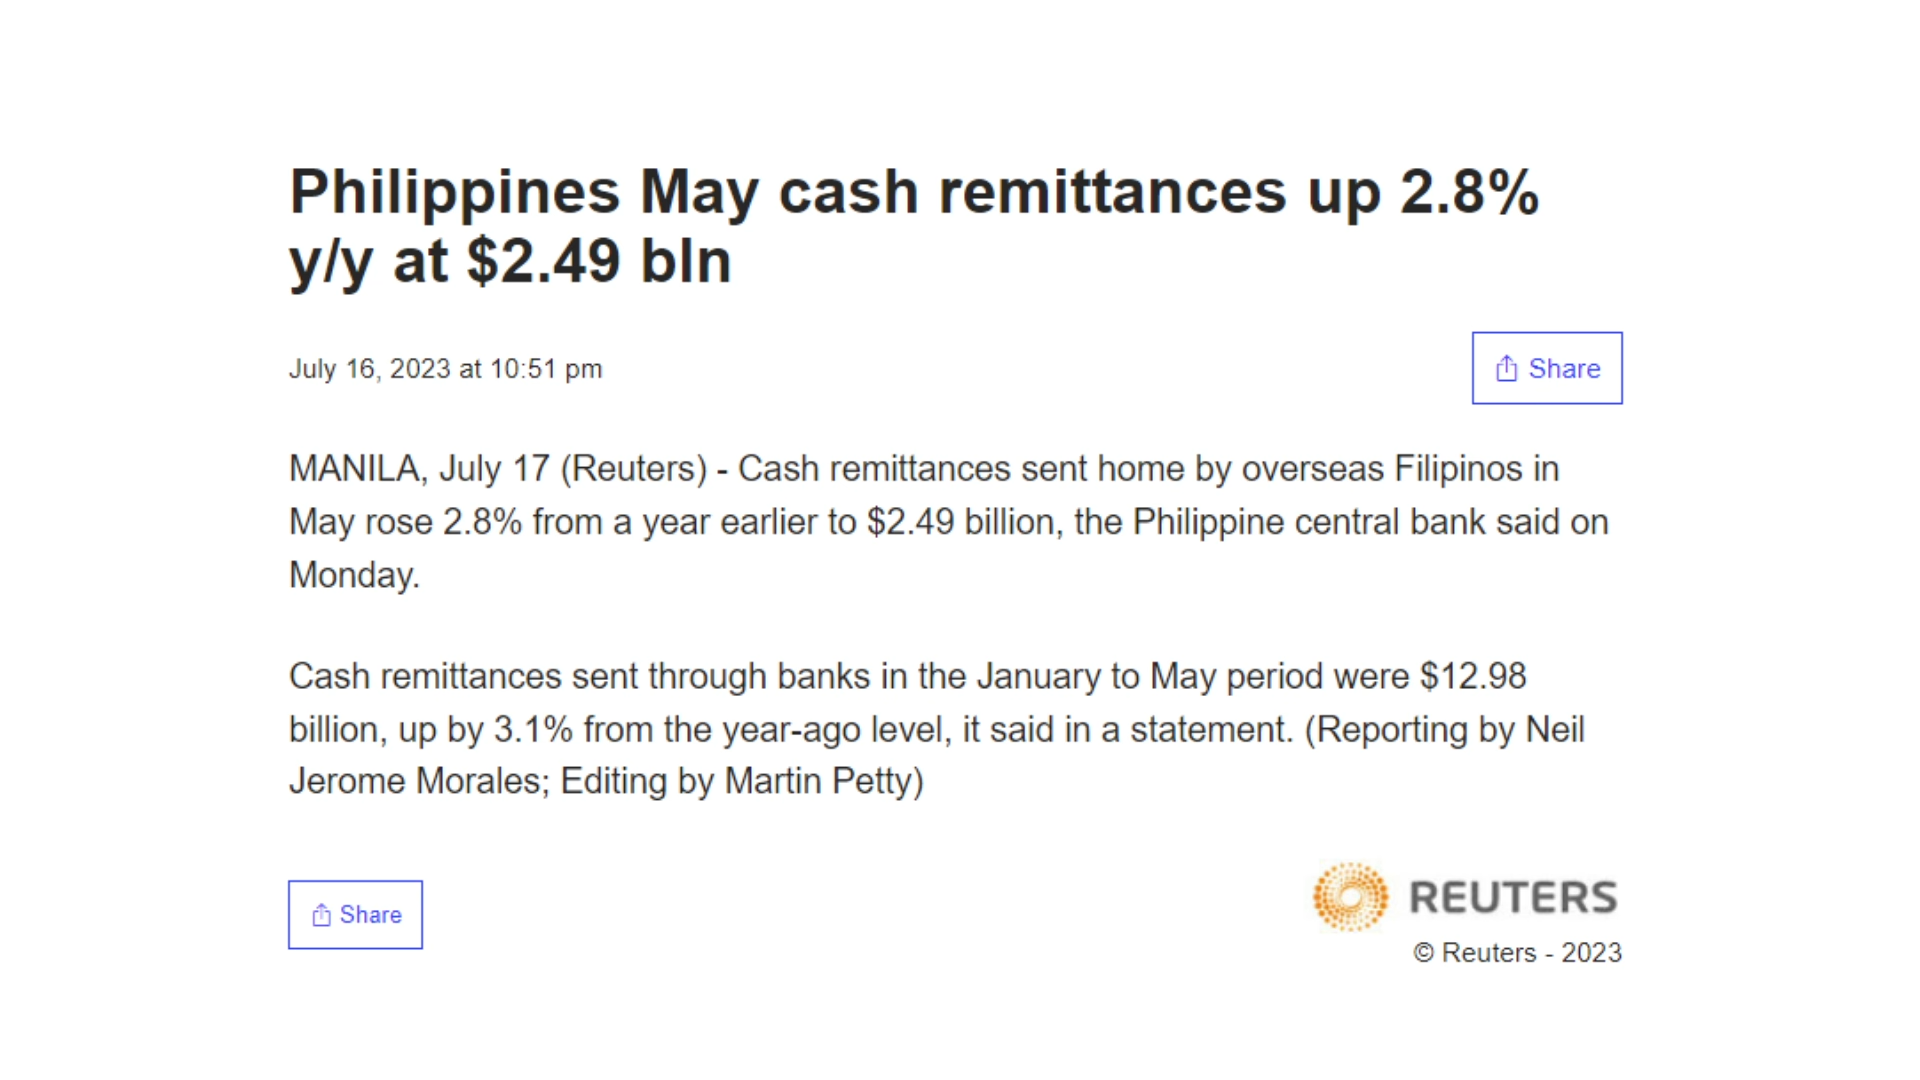 Philippines May cash remittances up 2.8%
y/y at $2.49 bln
July 16, 2023 at 10:51 pm
Share
MANILA, July 17 (Reuters) - Cash remittances sent home by overseas Filipinos in
May rose 2.8% from a year earlier to $2.49 billion, the Philippine central bank said on
Monday.
Cash remittances sent through banks in the January to May period were $12.98
billion, up by 3.1% from the year-ago level, it said in a statement. (Reporting by Neil
Jerome Morales; Editing by Martin Petty)
Share
REUTERS
© Reuters - 2023